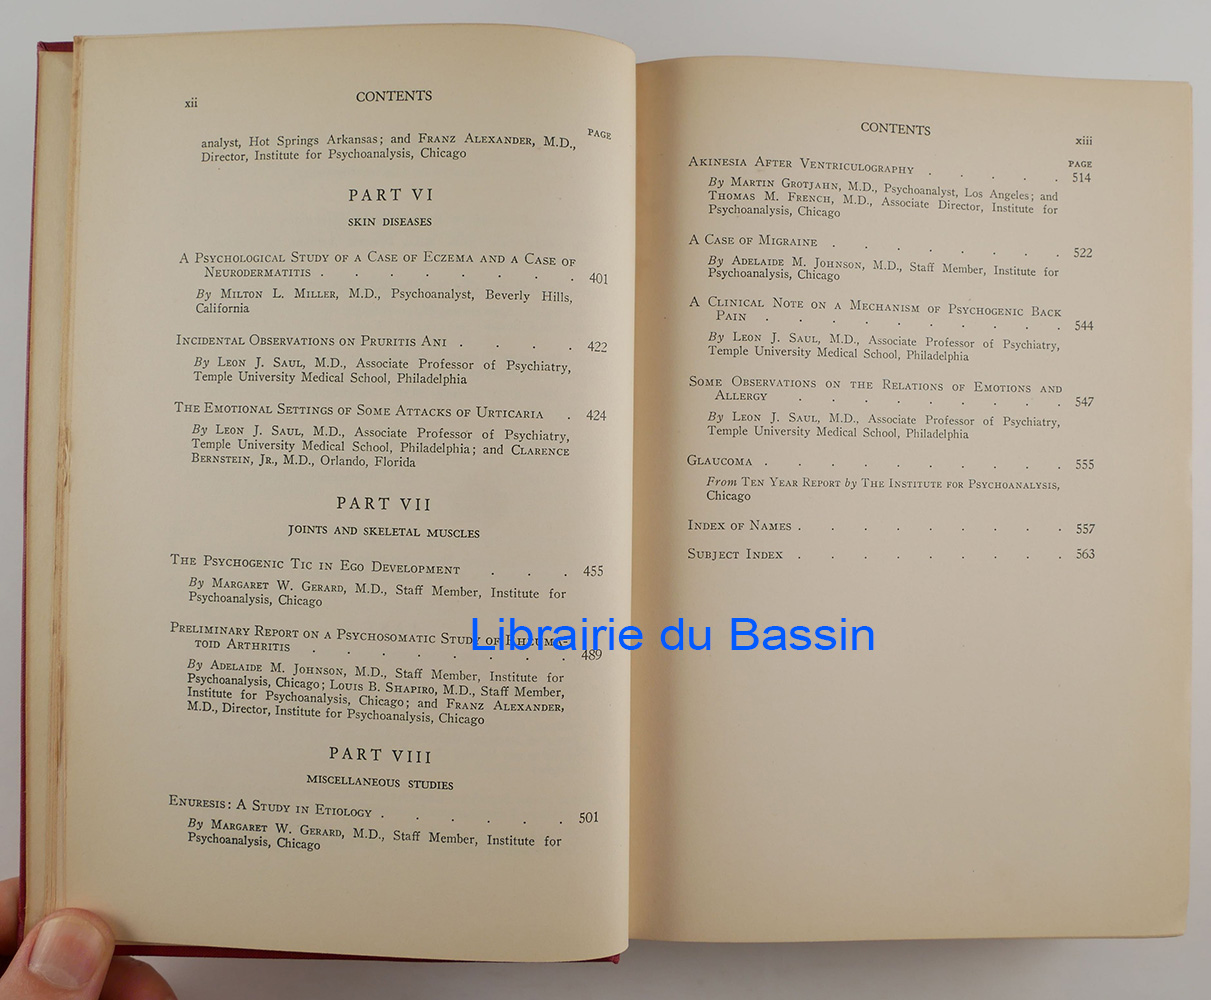 xii
CONTENTS
PAGE
analyst, Hot Springs Arkansas; and Franz Alexander, M.D.,
Director, Institute for Psychoanalysis, Chicago
PART VI
SKIN DISEASES
A Psychological Study of a Case of Eczema and a Case of
Neurodermatitis . . . . . . . . 401
By Milton L. Miller, M.D., Psychoanalyst, Beverly Hills,
California
Incidental Observations on Pruritis Ani . . . . 422
By Leon J. Saul, M.D., Associate Professor of Psychiatry,
Temple University Medical School, Philadelphia
The Emotional Settings of Some Attacks of Urticaria . 424
By Leon J. Saul, M.D., Associate Professor of Psychiatry,
Temple University Medical School, Philadelphia; and Clarence
Bernstein, Jr., M.D., Orlando, Florida
PART VII
JOINTS AND SKELETAL MUSCLES
The Psychogenic Tic in Ego Development . . . 455
By Margaret W. Gerard, M.D., Staff Member, Institute for
Psychoanalysis, Chicago
Preliminary Report on a Psychosomatic Study of Rheuma-
toid Arthritis . . . . . . . . 489
By Adelaide M. Johnson, M.D., Staff Member, Institute for
Psychoanalysis, Chicago; Louis B. Shapiro, M.D., Staff Member,
Institute for Psychoanalysis, Chicago; and Franz Alexander,
M.D., Director, Institute for Psychoanalysis, Chicago
PART VIII
MISCELLANEOUS STUDIES
Enuresis: A Study in Etiology . . . . . . 501
By Margaret W. Gerard, M.D., Staff Member, Institute for
Psychoanalysis, Chicago
CONTENTS
xiii
PAGE
Akinesia After Ventriculography . . . . . 514
By Martin Grotjahn, M.D., Psychoanalyst, Los Angeles; and
Thomas M. French, M.D., Associate Director, Institute for
Psychoanalysis, Chicago
A Case of Migraine . . . . . . . . 522
By Adelaide M. Johnson, M.D., Staff Member, Institute for
Psychoanalysis, Chicago
A Clinical Note on a Mechanism of Psychogenic Back
Pain . . . . . . . . . . 544
By Leon J. Saul, M.D., Associate Professor of Psychiatry,
Temple University Medical School, Philadelphia
Some Observations on the Relations of Emotions and
Allergy . . . . . . . . . 547
By Leon J. Saul, M.D., Associate Professor of Psychiatry,
Temple University Medical School, Philadelphia
Glaucoma . . . . . . . . . . 555
From Ten Year Report by The Institute for Psychoanalysis,
Chicago
Index of Names . . . . . . . . . 557
Subject Index . . . . . . . . . 563
Librairie du Bassin